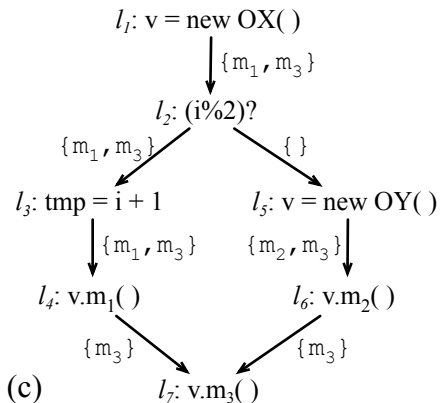 l₁: v = new OX( )
{m₁,m₃}
l₂: (i%2)?
{m₁,m₃} { }
l₃: tmp = i + 1 l₅: v = new OY( )
{m₁,m₃} {m₂,m₃}
l₄: v.m₁( ) l₆: v.m₂( )
{m₃} {m₃}
(c) l₇: v.m₃( )